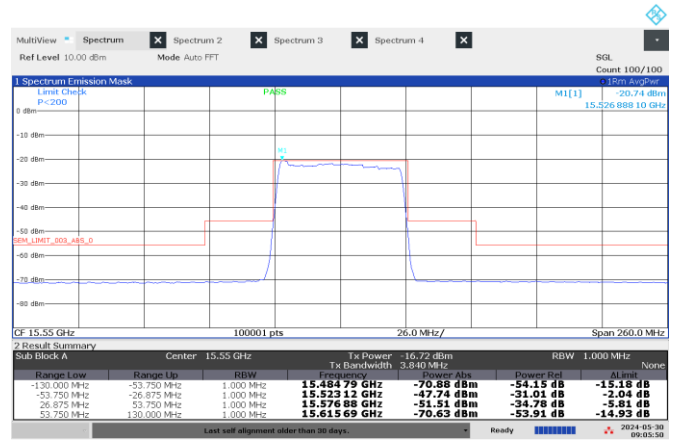 MultiView Spectrum X Spectrum 2 X Spectrum 3 X Spectrum 4 X
Ref Level 10.00 dBm Mode Auto FFT SGL
Count 100/100
1 Spectrum Emission Mask 1Rm AvgPwr
Limit Check PASS M1[1] -20.74 dBm
P<200 15.526 888 10 GHz
0 dBm
-10 dBm
M1
-20 dBm
-30 dBm
-40 dBm
SEM_LIMIT_003_ABS_D
-60 dBm
-70 dBm
-80 dBm
CF 15.55 GHz 100001 pts 26.0 MHz/ Span 260.0 MHz
2 Result Summary
Sub Block A Center 15.55 GHz Tx Power -16.72 dBm RBW 1.000 MHz
Tx Bandwidth 3.840 MHz None
Range Low Range Up RBW Frequency Power Abs Power Rel ΔLimit
-130.000 MHz -53.750 MHz 1.000 MHz 15.484 79 GHz -70.88 dBm -54.15 dB -15.18 dB
-53.750 MHz -26.875 MHz 1.000 MHz 15.523 12 GHz -47.74 dBm -31.01 dB -2.04 dB
26.875 MHz 53.750 MHz 1.000 MHz 15.576 88 GHz -51.51 dBm -34.78 dB -5.81 dB
53.750 MHz 130.000 MHz 1.000 MHz 15.615 69 GHz -70.63 dBm -53.91 dB -14.93 dB
Last self alignment older than 30 days. Ready 2024-05-30
09:05:50